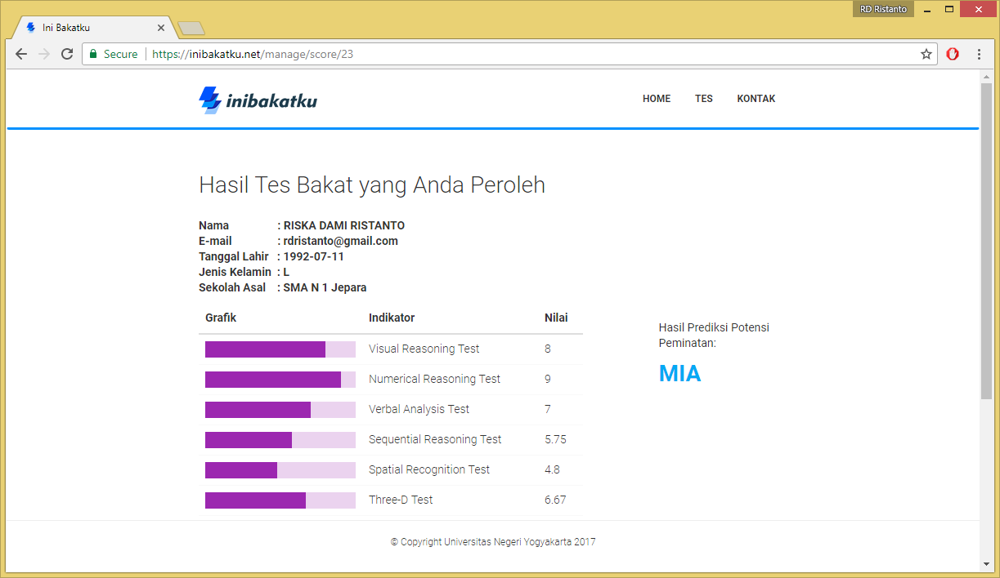 RD Ristanto
Ini Bakatku
Secure https://inibakatku.net/manage/score/23
inibakatku
HOME TES KONTAK
Hasil Tes Bakat yang Anda Peroleh
Nama : RISKA DAMI RISTANTO
E-mail : rdristanto@gmail.com
Tanggal Lahir : 1992-07-11
Jenis Kelamin : L
Sekolah Asal : SMA N 1 Jepara
Grafik Indikator Nilai
Visual Reasoning Test 8
Numerical Reasoning Test 9
Verbal Analysis Test 7
Sequential Reasoning Test 5.75
Spatial Recognition Test 4.8
Three-D Test 6.67
Hasil Prediksi Potensi
Peminatan:
MIA
© Copyright Universitas Negeri Yogyakarta 2017